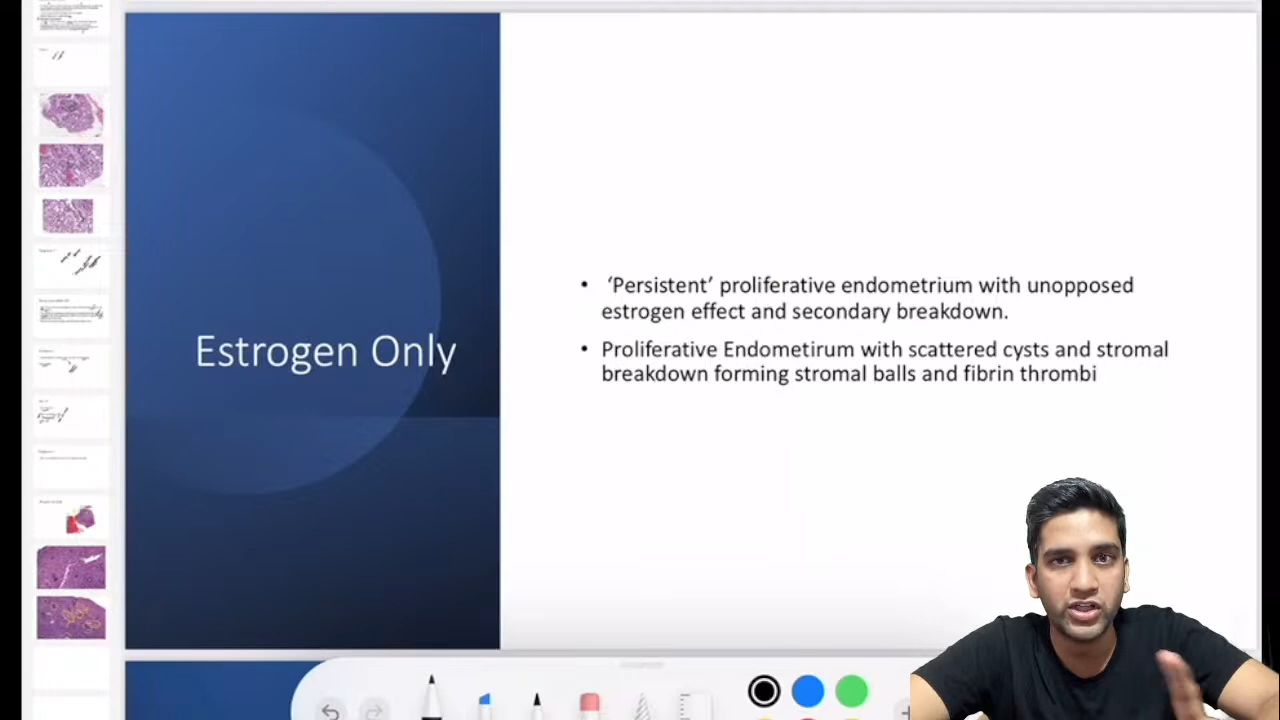 Estrogen Only
• ‘Persistent’ proliferative endometrium with unopposed
estrogen effect and secondary breakdown.
• Proliferative Endometirum with scattered cysts and stromal
breakdown forming stromal balls and fibrin thrombi